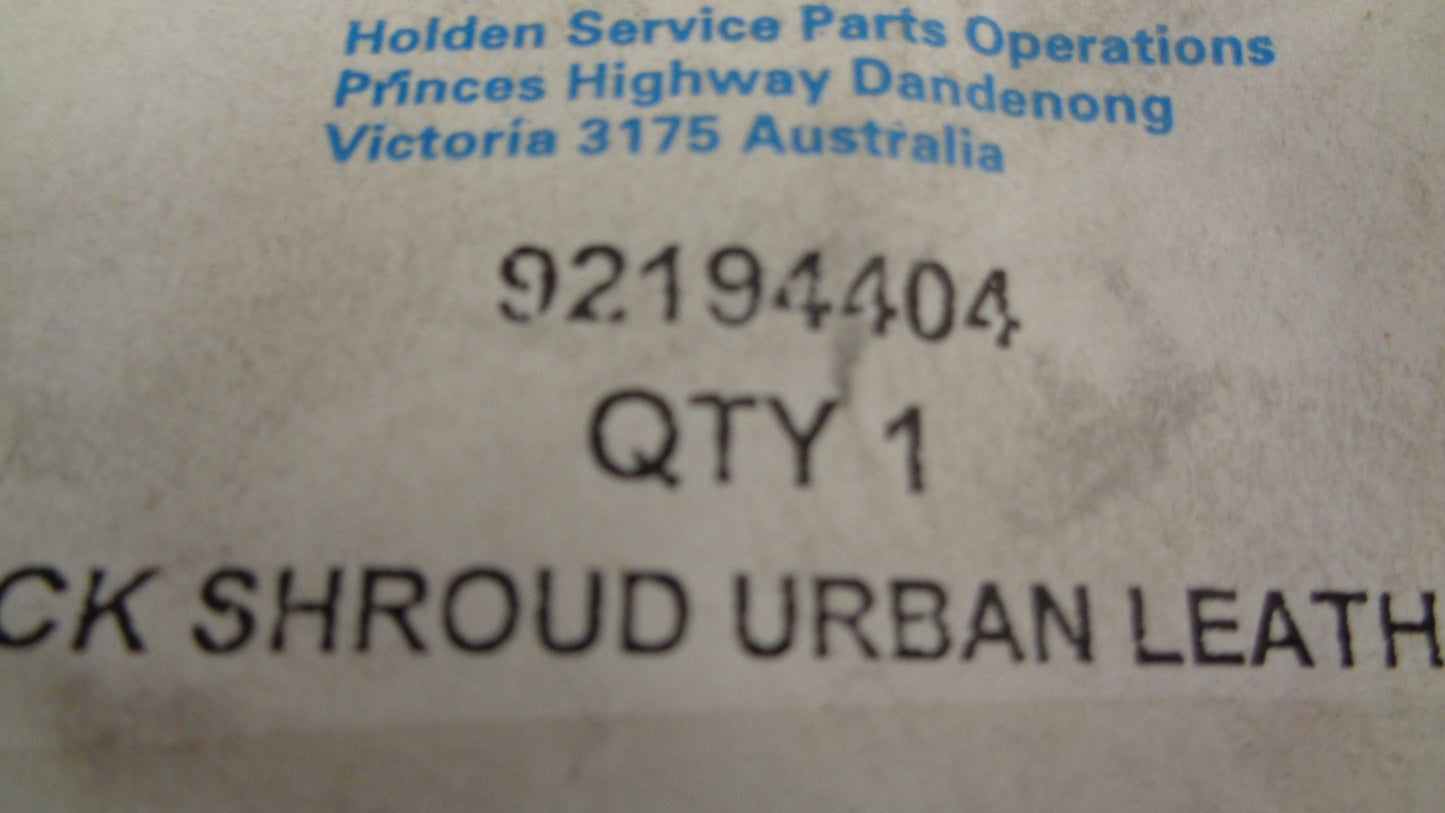 Holden Service Parts Operations
Princes Highway Dandenong
Victoria 3175 Australia
92194404
QTY 1
CK SHROUD URBAN LEATH